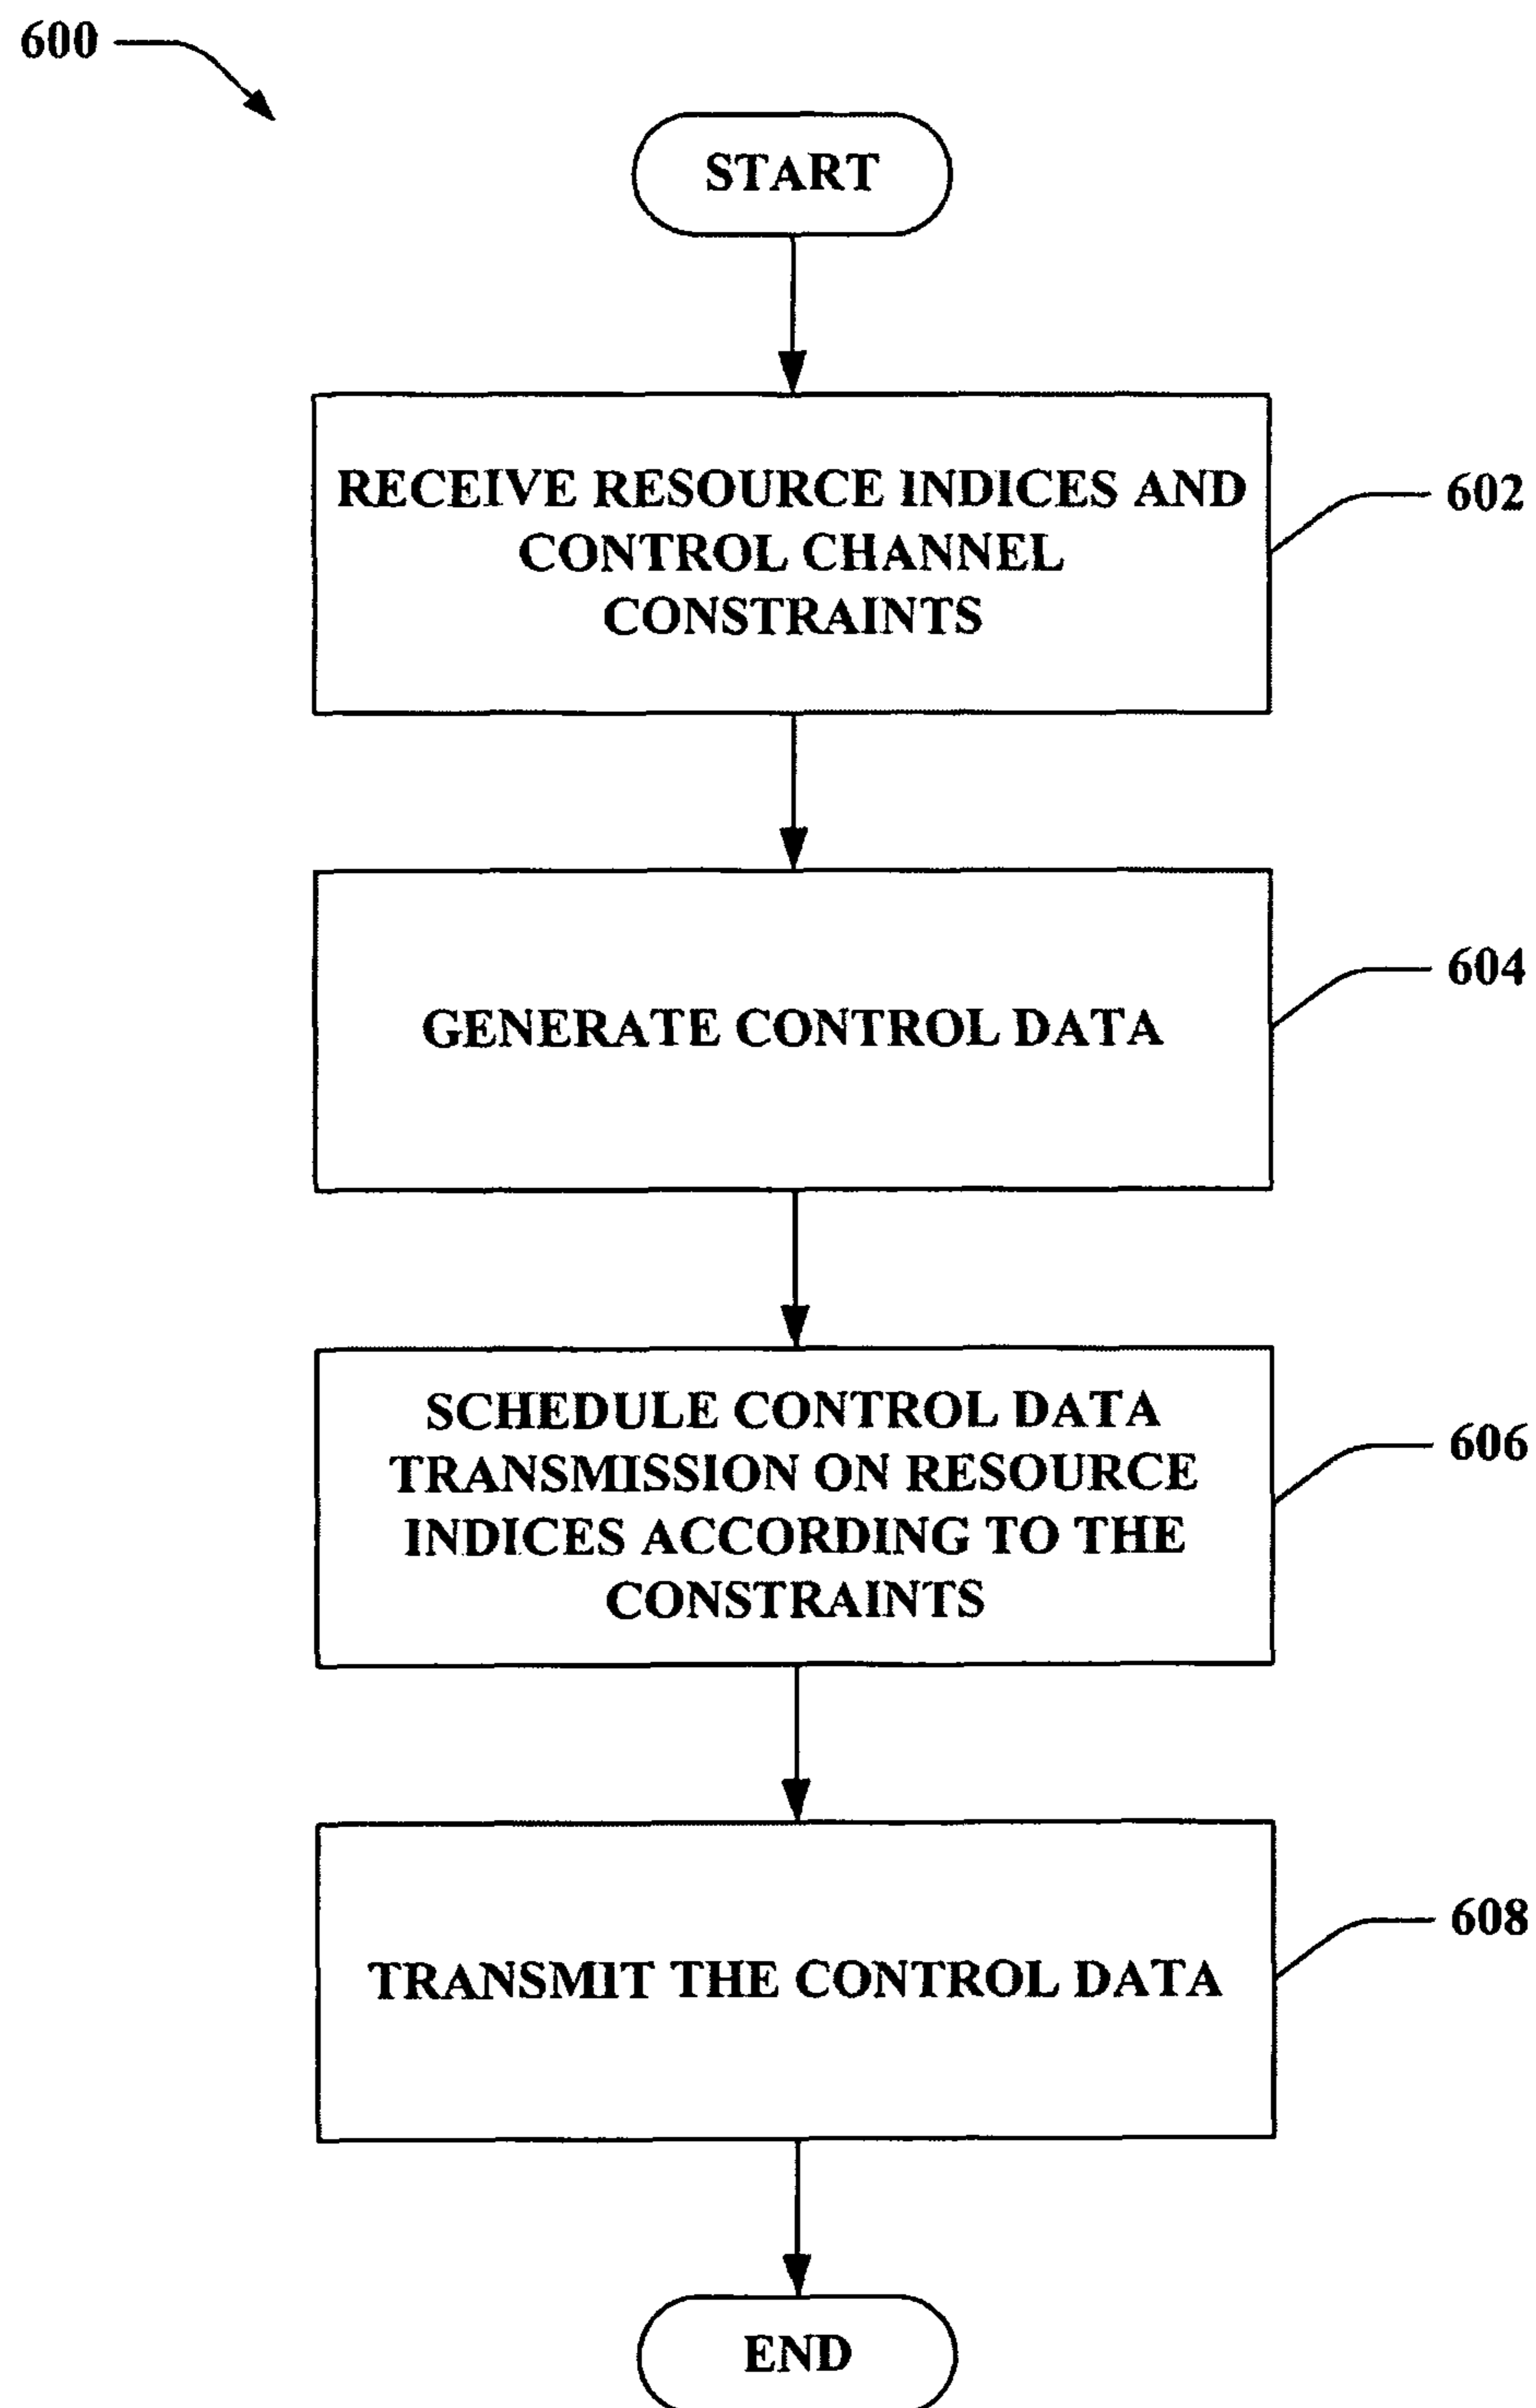 600
START
RECEIVE RESOURCE INDICES AND
CONTROL CHANNEL
CONSTRAINTS
602
GENERATE CONTROL DATA
604
SCHEDULE CONTROL DATA
TRANSMISSION ON RESOURCE
INDICES ACCORDING TO THE
CONSTRAINTS
606
TRANSMIT THE CONTROL DATA
608
END